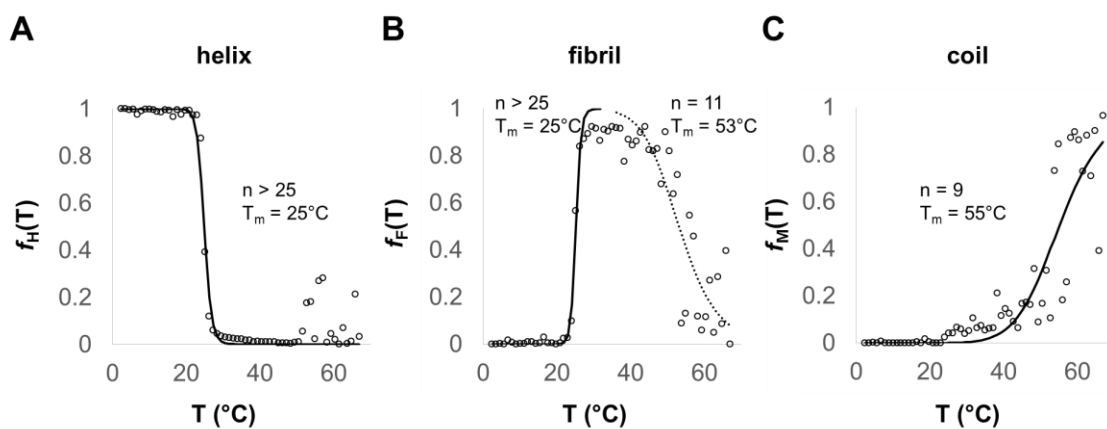 A
helix
1
0.8
0.6
0.4
0.2
0
f_H(T)
n > 25
T_m = 25°C
0 20 40 60
T (°C)
B
fibril
1
0.8
0.6
0.4
0.2
0
f_F(T)
n > 25
T_m = 25°C
n = 11
T_m = 53°C
0 20 40 60
T (°C)
C
coil
1
0.8
0.6
0.4
0.2
0
f_M(T)
n = 9
T_m = 55°C
0 20 40 60
T (°C)